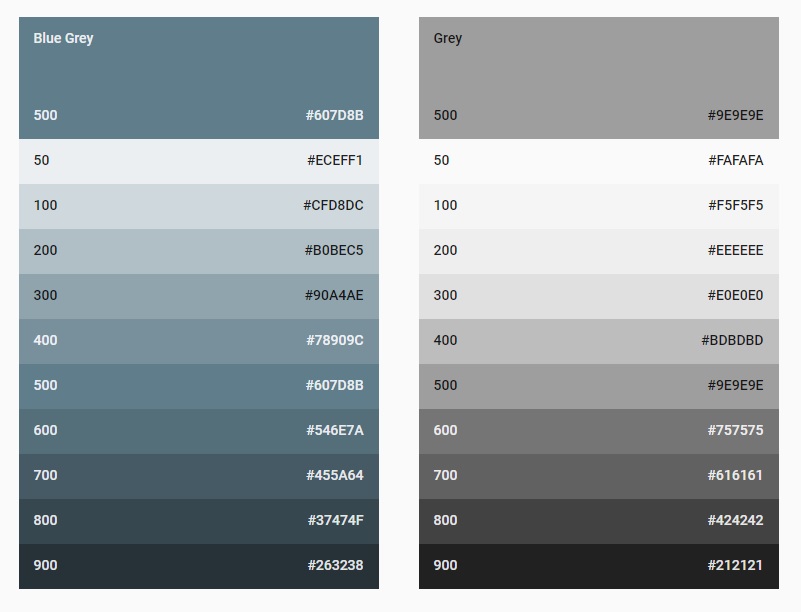 Blue Grey
500 #607D8B
50 #ECEFF1
100 #CFD8DC
200 #B0BEC5
300 #90A4AE
400 #78909C
500 #607D8B
600 #546E7A
700 #455A64
800 #37474F
900 #263238
Grey
500 #9E9E9E
50 #FAFAFA
100 #F5F5F5
200 #EEEEEE
300 #E0E0E0
400 #BDBDBD
500 #9E9E9E
600 #757575
700 #616161
800 #424242
900 #212121